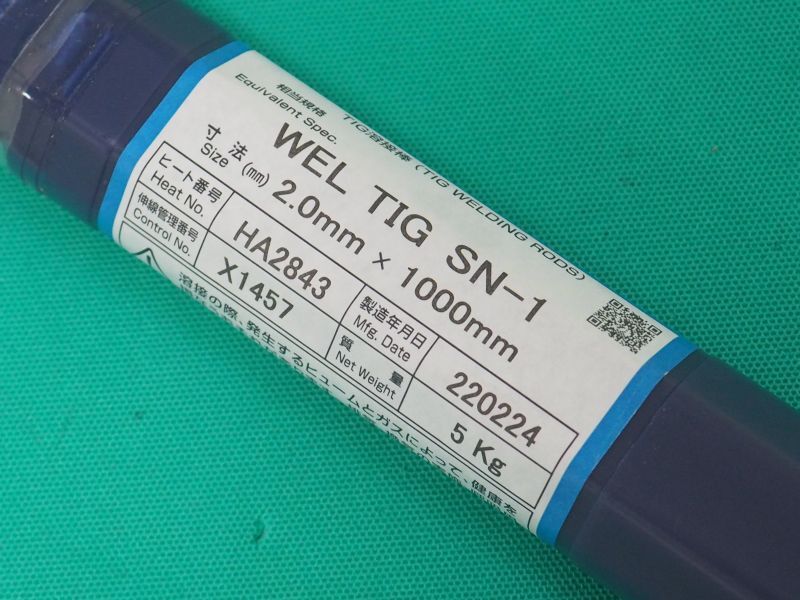 相当規格 TIG溶接棒 (TIG WELDING RODS)
Equivalent Spec.
WEL TIG SN-1
寸法 (mm) 2.0mm × 1000mm
Size
ヒート番号 HA2843 製造年月日 220224
Heat No. Mfg. Date
伸線管理番号 X1457 質量 5 Kg
Control No. Net Weight
溶接の際、発生するヒュームとガスによって、健康を